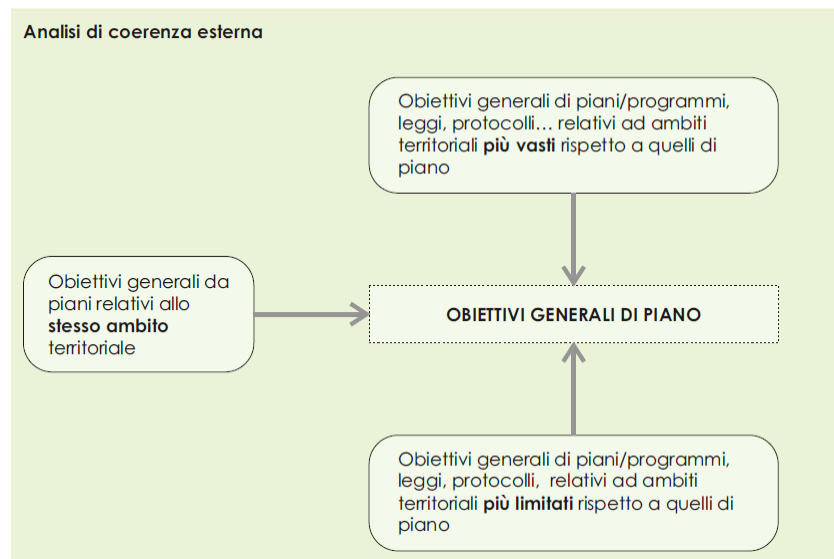 Analisi di coerenza esterna
Obiettivi generali di piani/programmi,
leggi, protocolli… relativi ad ambiti
territoriali più vasti rispetto a quelli di
piano
Obiettivi generali da
piani relativi allo
stesso ambito
territoriale
OBIETTIVI GENERALI DI PIANO
Obiettivi generali di piani/programmi,
leggi, protocolli, relativi ad ambiti
territoriali più limitati rispetto a quelli di
piano